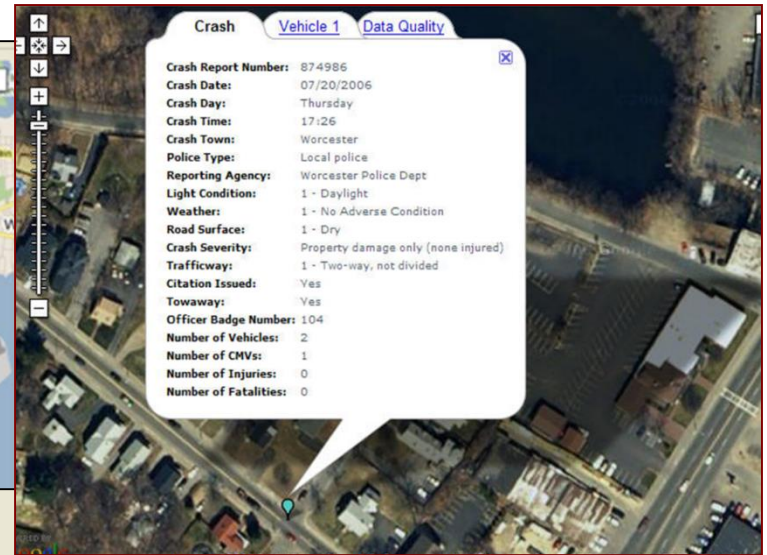 Crash Vehicle 1 Data Quality
Crash Report Number: 874986
Crash Date: 07/20/2006
Crash Day: Thursday
Crash Time: 17:26
Crash Town: Worcester
Police Type: Local police
Reporting Agency: Worcester Police Dept
Light Condition: 1 - Daylight
Weather: 1 - No Adverse Condition
Road Surface: 1 - Dry
Crash Severity: Property damage only (none injured)
Trafficway: 1 - Two-way, not divided
Citation Issued: Yes
Towaway: Yes
Officer Badge Number: 104
Number of Vehicles: 2
Number of CMVs: 1
Number of Injuries: 0
Number of Fatalities: 0